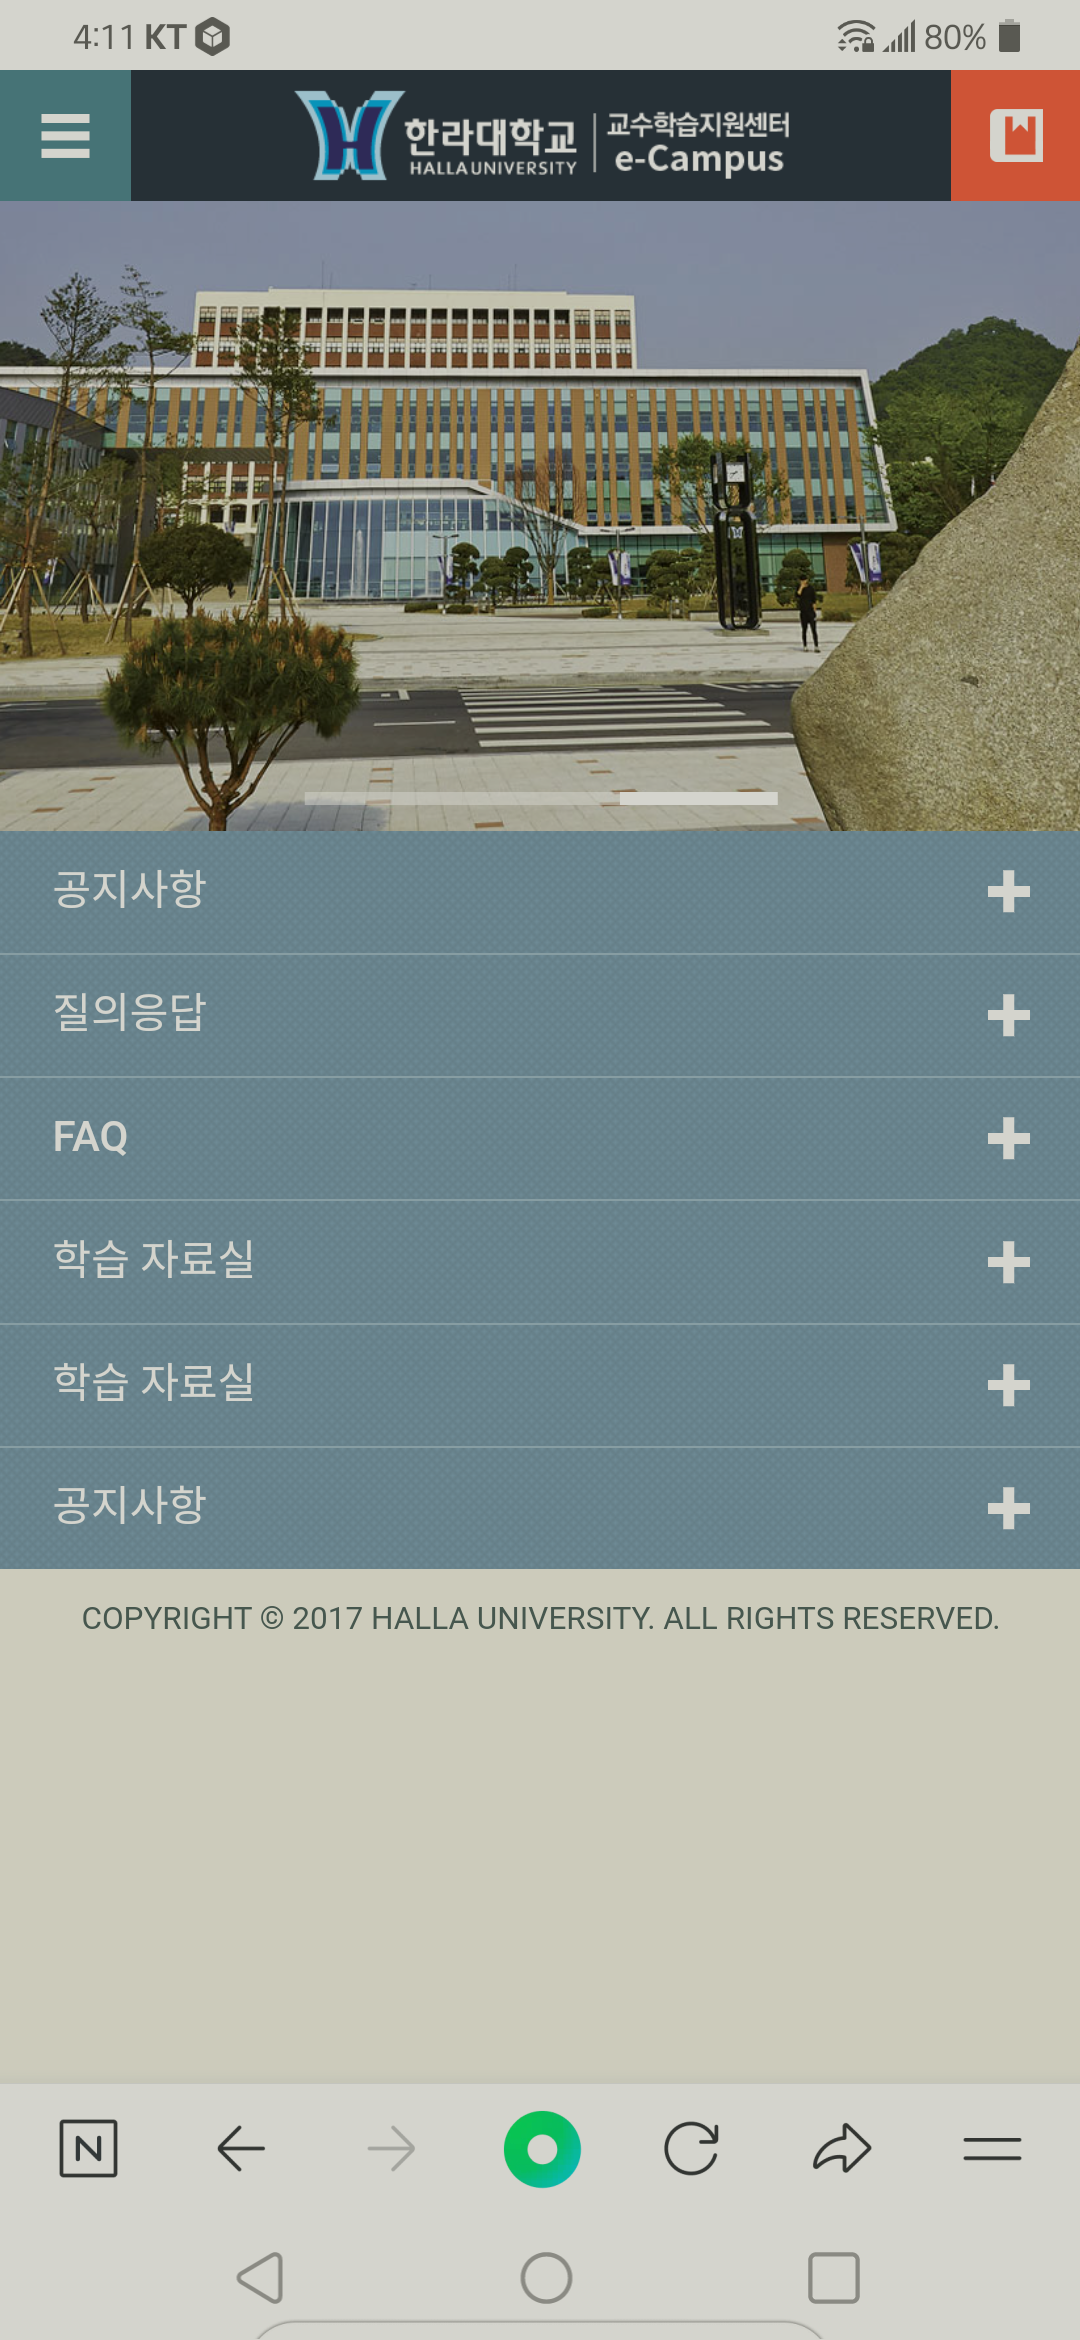 4:11 KT 80%
한라대학교
HALLA UNIVERSITY
교수학습지원센터
e-Campus
공지사항
질의응답
FAQ
학습 자료실
학습 자료실
공지사항
COPYRIGHT © 2017 HALLA UNIVERSITY. ALL RIGHTS RESERVED.
N